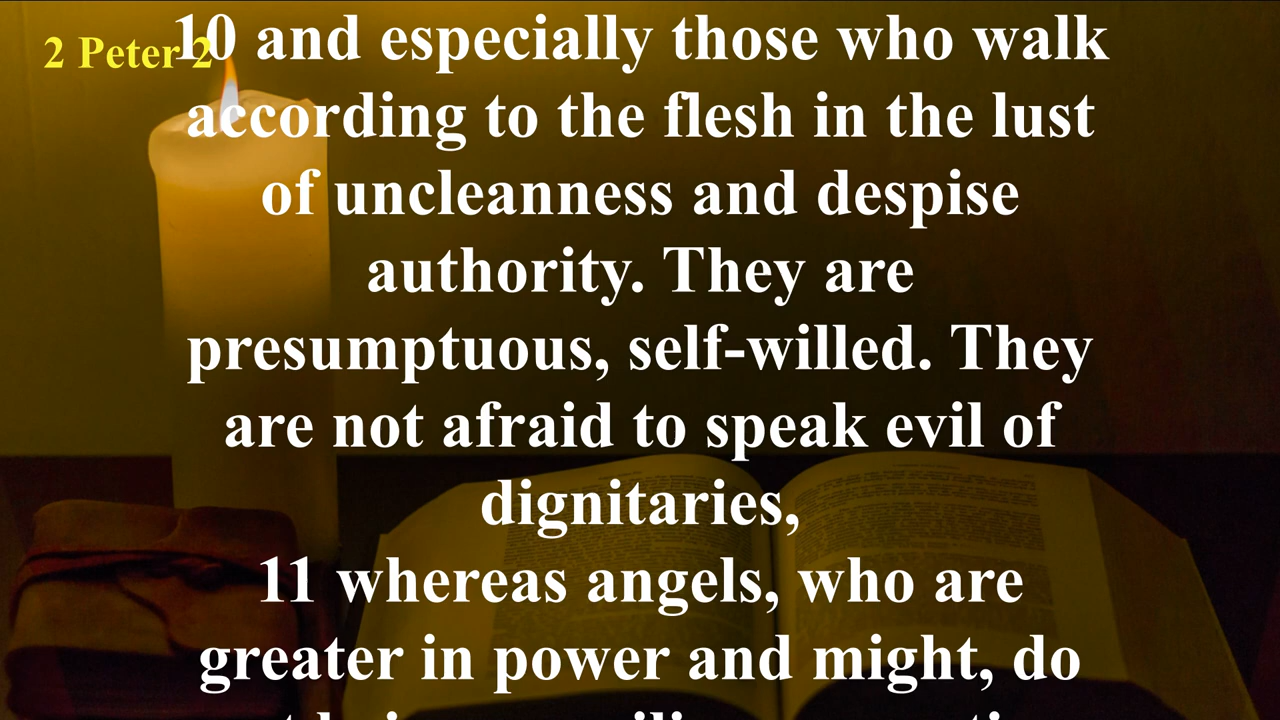 2 Peter 2
10 and especially those who walk
according to the flesh in the lust
of uncleanness and despise
authority. They are
presumptuous, self-willed. They
are not afraid to speak evil of
dignitaries,
11 whereas angels, who are
greater in power and might, do